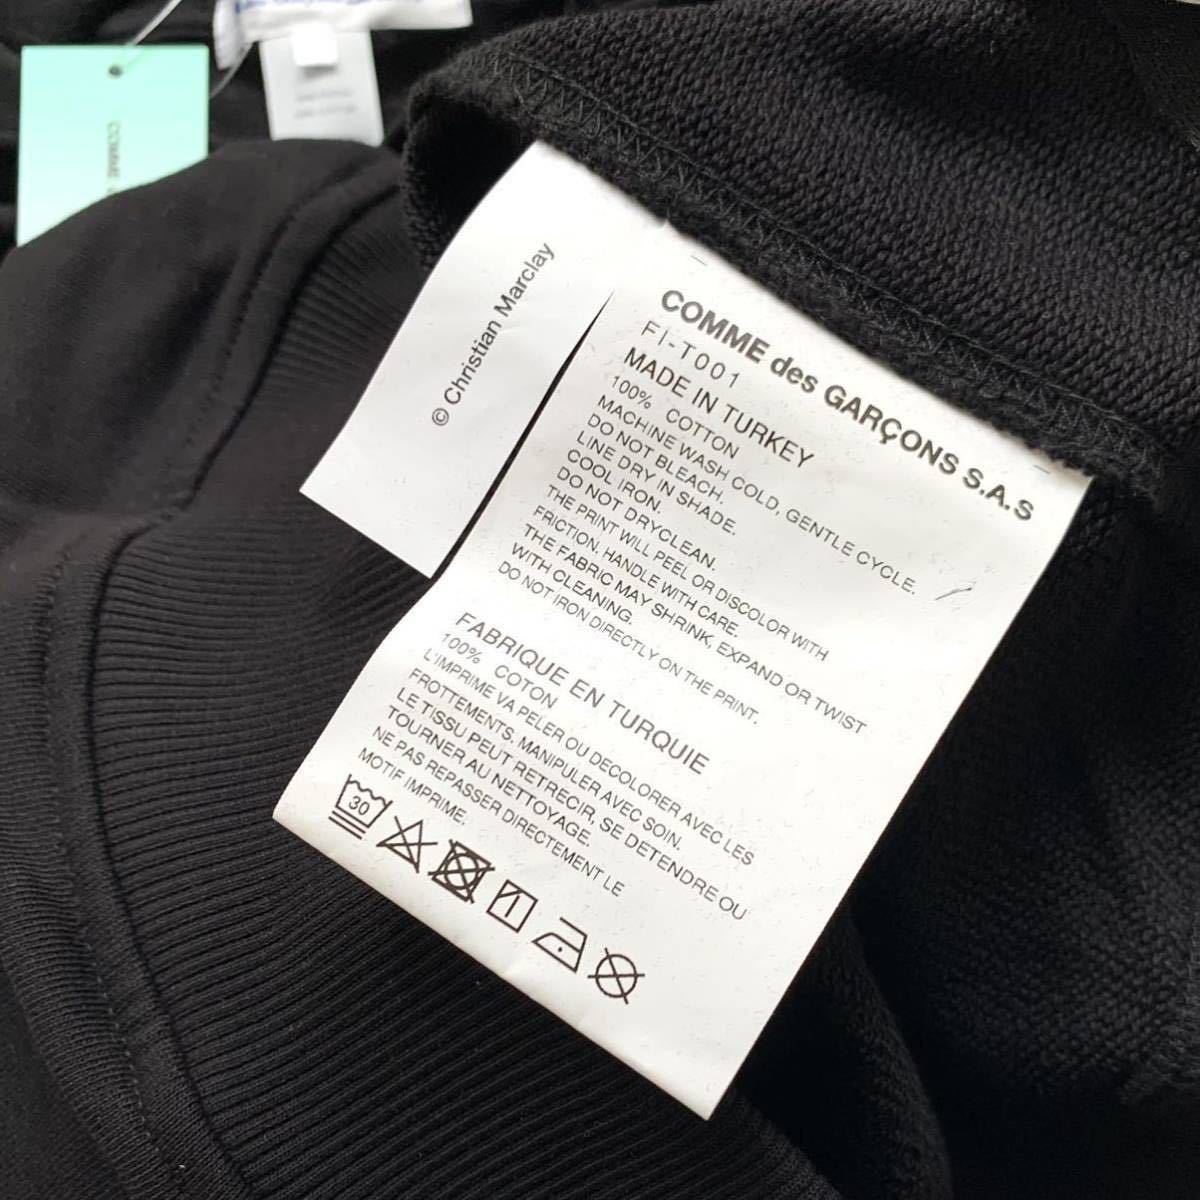 COMME
© Christian Marclay
COMME des GARÇONS S.A.S
FI-T001
MADE IN TURKEY
100% COTTON
MACHINE WASH COLD, GENTLE CYCLE.
DO NOT BLEACH.
LINE DRY IN SHADE.
COOL IRON.
DO NOT DRYCLEAN.
THE PRINT WILL PEEL OR DISCOLOR WITH
FRICTION. HANDLE WITH CARE.
THE FABRIC MAY SHRINK, EXPAND OR TWIST
WITH CLEANING.
DO NOT IRON DIRECTLY ON THE PRINT.
FABRIQUE EN TURQUIE
100% COTON
L'IMPRIME VA PELER OU DECOLORER AVEC LES
FROTTEMENTS. MANIPULER AVEC SOIN.
LE TISSU PEUT RETRECIR, SE DETENDRE OU
TOURNER AU NETTOYAGE.
NE PAS REPASSER DIRECTEMENT LE
MOTIF IMPRIME.
30